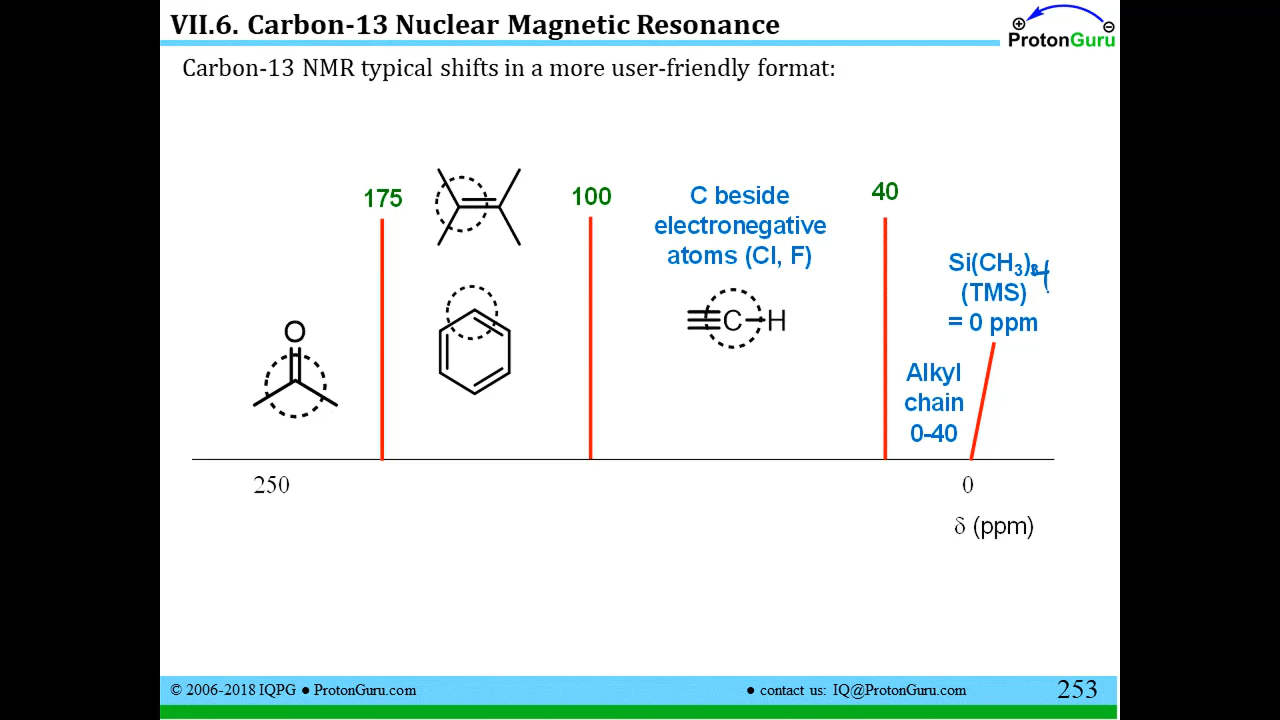 VII.6. Carbon-13 Nuclear Magnetic Resonance
⊕ ⊖
ProtonGuru
Carbon-13 NMR typical shifts in a more user-friendly format:
175
100
C beside
electronegative
atoms (Cl, F)
40
Si(CH₃)₄
(TMS)
= 0 ppm
≡C–H
O
Alkyl
chain
0-40
250
0
δ (ppm)
© 2006-2018 IQPG ● ProtonGuru.com
● contact us: IQ@ProtonGuru.com
253